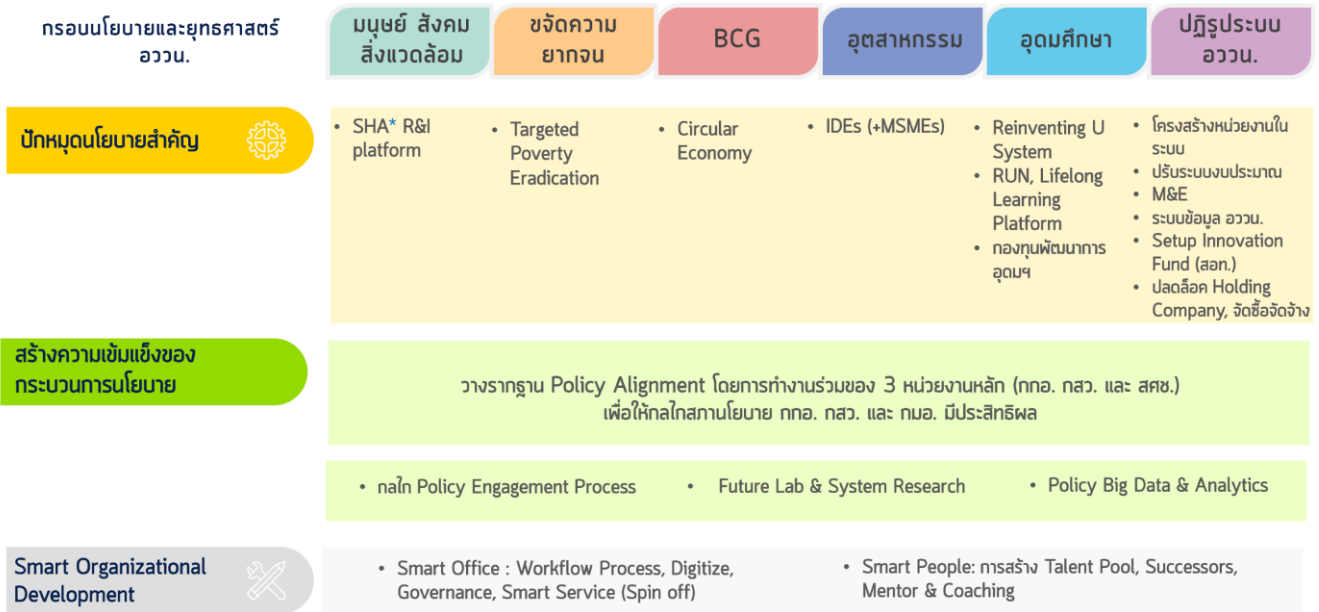 กรอบนโยบายและยุทธศาสตร์
อววน.
มนุษย์ สังคม
สิ่งแวดล้อม
ขจัดความ
ยากจน
BCG
อุตสาหกรรม
อุดมศึกษา
ปฏิรูประบบ
อววน.
ปักหมุดนโยบายสำคัญ
• SHA* R&I
platform
• Targeted
Poverty
Eradication
• Circular
Economy
• IDEs (+MSMEs)
• Reinventing U
System
• RUN, Lifelong
Learning
Platform
• กองทุนพัฒนาการ
อุดมฯ
• โครงสร้างหน่วยงานใน
ระบบ
• ปรับระบบงบประมาณ
• M&E
• ระบบข้อมูล อววน.
• Setup Innovation
Fund (สอท.)
• ปลดล็อค Holding
Company, จัดซื้อจัดจ้าง
สร้างความเข้มแข็งของ
กระบวนการนโยบาย
วางรากฐาน Policy Alignment โดยการทำงานร่วมของ 3 หน่วยงานหลัก (กกอ. กสว. และ สศช.)
เพื่อให้กลไกสภานโยบาย กกอ. กสว. และ กมอ. มีประสิทธิผล
• กลไก Policy Engagement Process
• Future Lab & System Research
• Policy Big Data & Analytics
Smart Organizational
Development
• Smart Office : Workflow Process, Digitize,
Governance, Smart Service (Spin off)
• Smart People: การสร้าง Talent Pool, Successors,
Mentor & Coaching